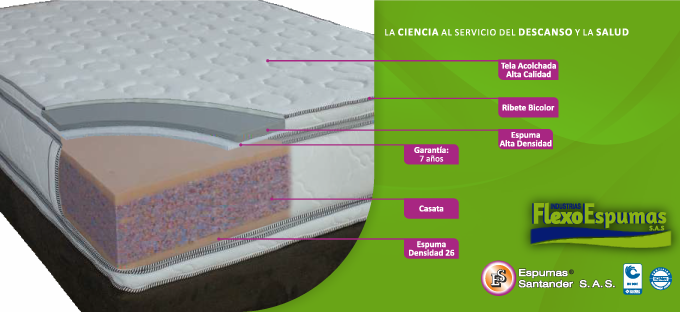 LA CIENCIA AL SERVICIO DEL DESCANSO Y LA SALUD
Tela Acolchada
Alta Calidad
Ribete Bicolor
Espuma
Alta Densidad
Garantía:
7 años
Casata
Espuma
Densidad 26
INDUSTRIAS
FlexoEspumas
S.A.S
ES
Espumas®
Santander S. A. S.